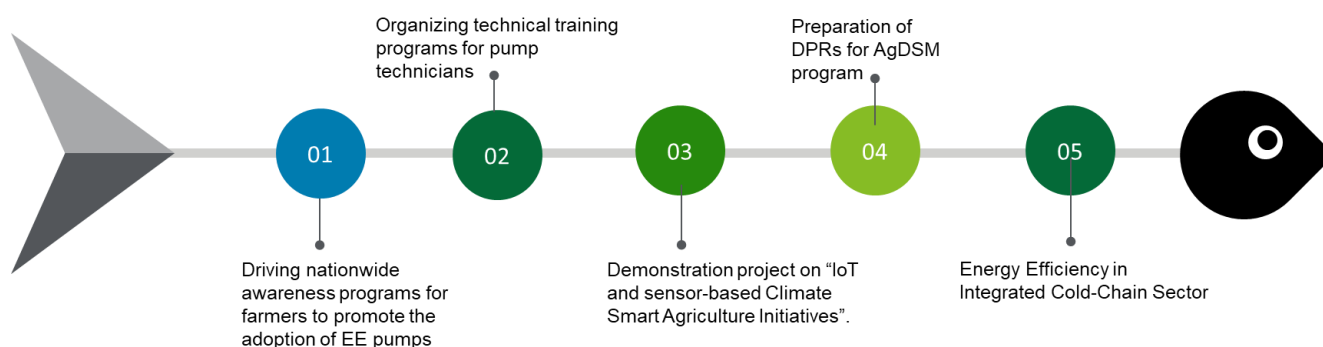 01
Driving nationwide
awareness programs for
farmers to promote the
adoption of EE pumps
Organizing technical training
programs for pump
technicians
02
03
Demonstration project on “IoT
and sensor-based Climate
Smart Agriculture Initiatives”.
Preparation of
DPRs for AgDSM
program
04
05
Energy Efficiency in
Integrated Cold-Chain Sector